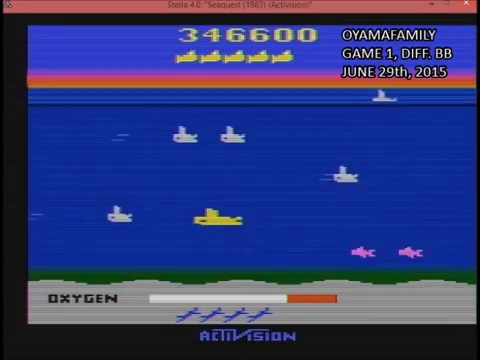 Stella 4.0: "Seaquest (1983) (Activision)"
346600
OYAMAFAMILY
GAME 1, DIFF. BB
JUNE 29th, 2015
OXYGEN
ACTIVISION